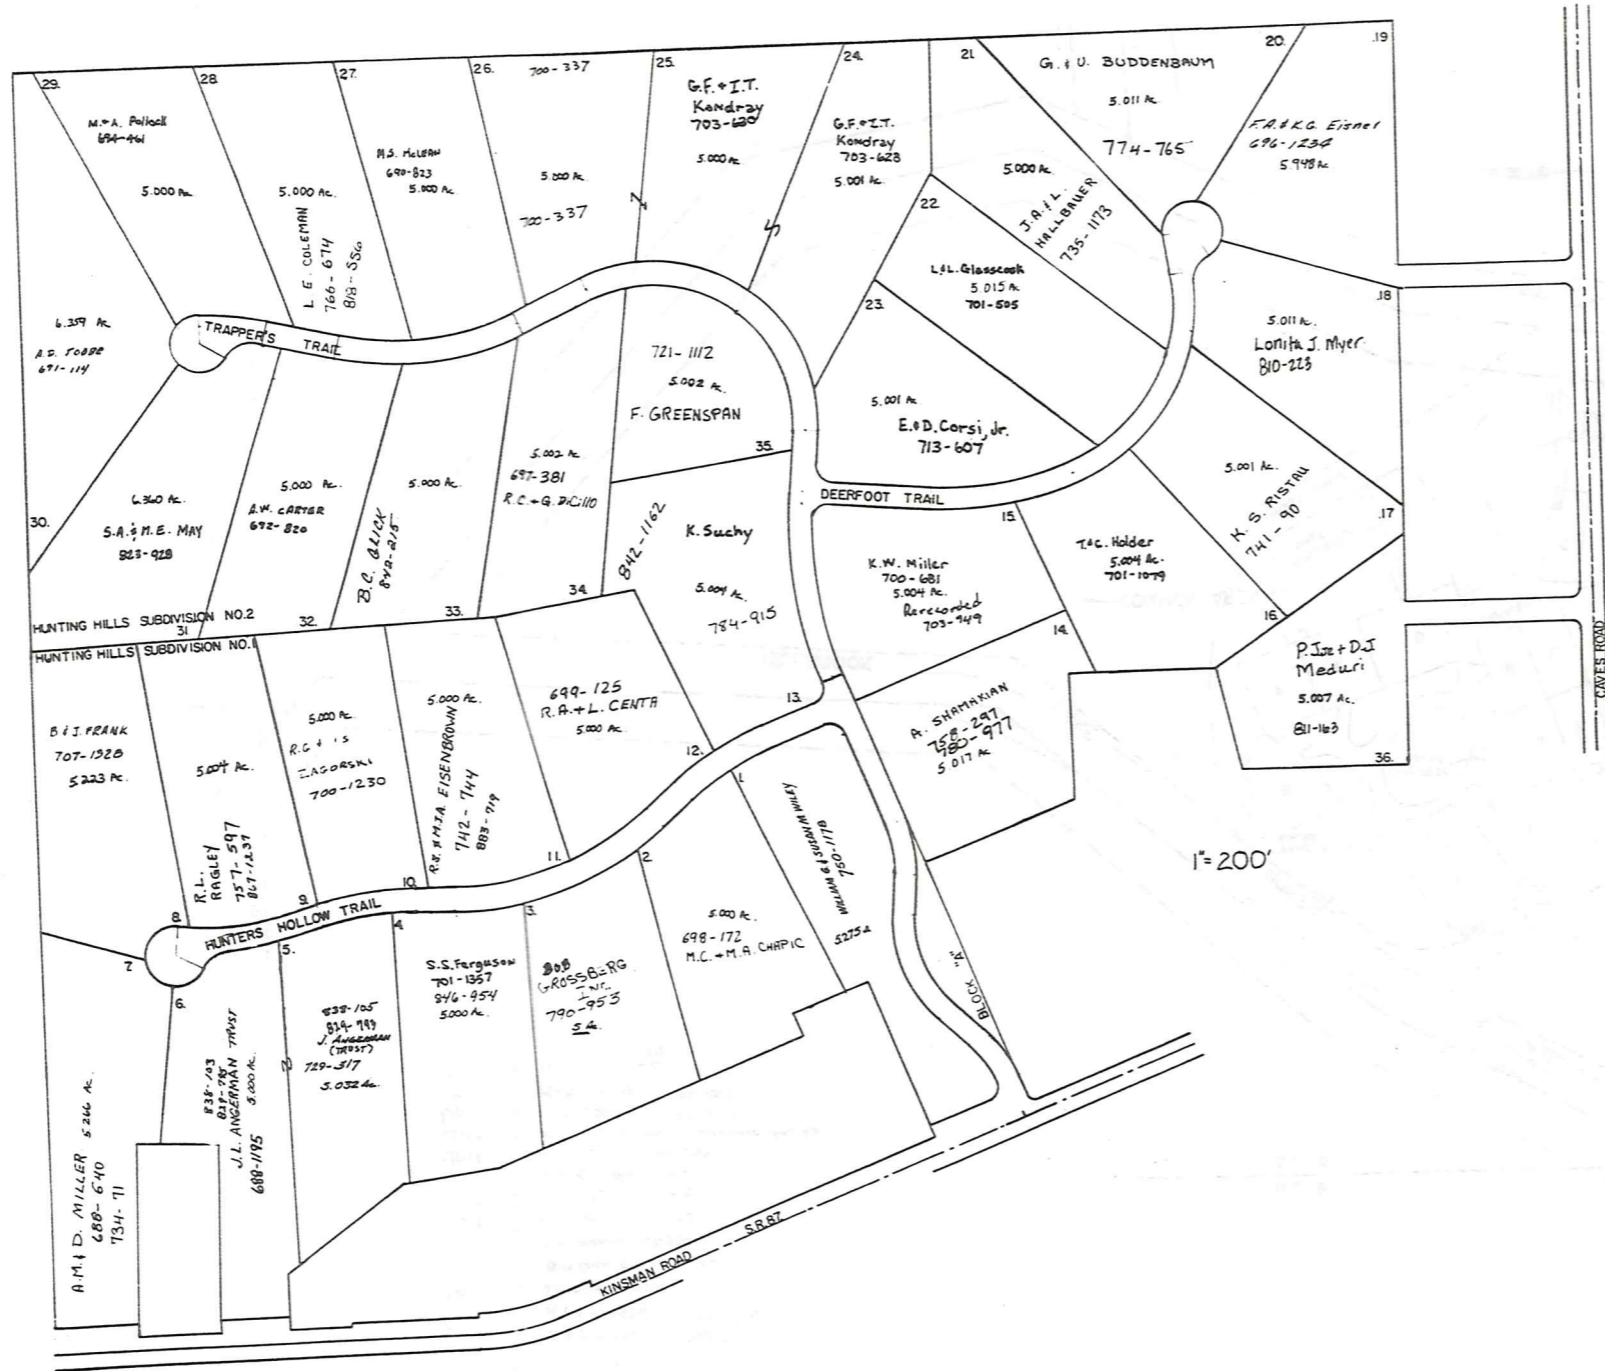 29.
M.&A. Pollock
694-461
5.000 Ac.
28.
5.000 Ac.
L. E. COLEMAN
766-674
818-556
27.
M.S. McLEAN
690-823
5.000 Ac.
26.
700-337
5.000 Ac.
700-337
25.
G.F. & I.T.
Kondray
703-630
5.000 Ac.
24.
G.F. & I.T.
Kondray
703-628
5.001 Ac.
21.
5.000 Ac.
J.A. & L.
HALLBAUER
735-1173
G. & U. BUDDENBAUM
5.011 Ac.
774-765
20.
19
F.A. & K.G. Eisner
696-1234
5.948 Ac.
22.
L.&L. Glasscock
5.015 Ac.
701-505
23.
5.001 Ac.
E.&D. Corsi, Jr.
713-607
18
5.011 Ac.
Lonita J. Myer
810-223
6.359 Ac.
671-114
TRAPPER'S TRAIL
721-1112
5.002 Ac.
F. GREENSPAN
35.
30.
6.360 Ac.
S.A. & M.E. MAY
823-928
5.000 Ac.
A.W. CARTER
692-820
5.000 Ac.
B.C. GLICK
842-215
5.002 Ac.
697-381
R.C. + G. DiCillo
842-1162
K. Suchy
5.004 Ac.
784-915
DEERFOOT TRAIL
15.
K.W. Miller
700-681
5.004 Ac.
Rerecorded
703-949
T.&C. Holder
5.004 Ac.
701-1079
5.001 Ac.
K. S. RISTAU
741-90
17
16.
14.
34.
33.
32.
31
HUNTING HILLS SUBDIVISION NO.2
HUNTING HILLS SUBDIVISION NO.1
B & J. FRANK
707-1328
5.223 Ac.
5.004 Ac.
R.L.
RAGLEY
757-597
867-1237
5.000 Ac.
ZAGORSKI
700-1230
5.000 Ac.
R.J. & M.J.A. EISENBROWN
742-744
883-719
699-125
R.A. + L. CENTA
5.000 Ac.
13.
12.
11.
10.
9.
8.
7.
6.
5.
4.
3.
2.
1.
A. SHAMAKIAN
758-297
780-977
5.017 Ac
P. Joe + D.J
Meduri
5.007 Ac.
811-163
36.
CAVES ROAD
1"=200'
HUNTERS HOLLOW TRAIL
S.S. Ferguson
701-1357
846-954
5.000 Ac.
BOB
GROSSBERG
INC.
790-953
5 Ac.
5.000 Ac.
698-172
M.C. + M.A. CHAPIC
WILLIAM G & SUSAN M WILEY
750-1178
BLOCK "A"
838-105
829-793
J. ANGERMAN
(TRUST)
729-317
5.032 Ac.
838-103
J.L. ANGERMAN TRUST
688-1195
5.000 Ac.
A.M. & D. MILLER 5.266 Ac.
688-640
734-71
KINSMAN ROAD S.R.87